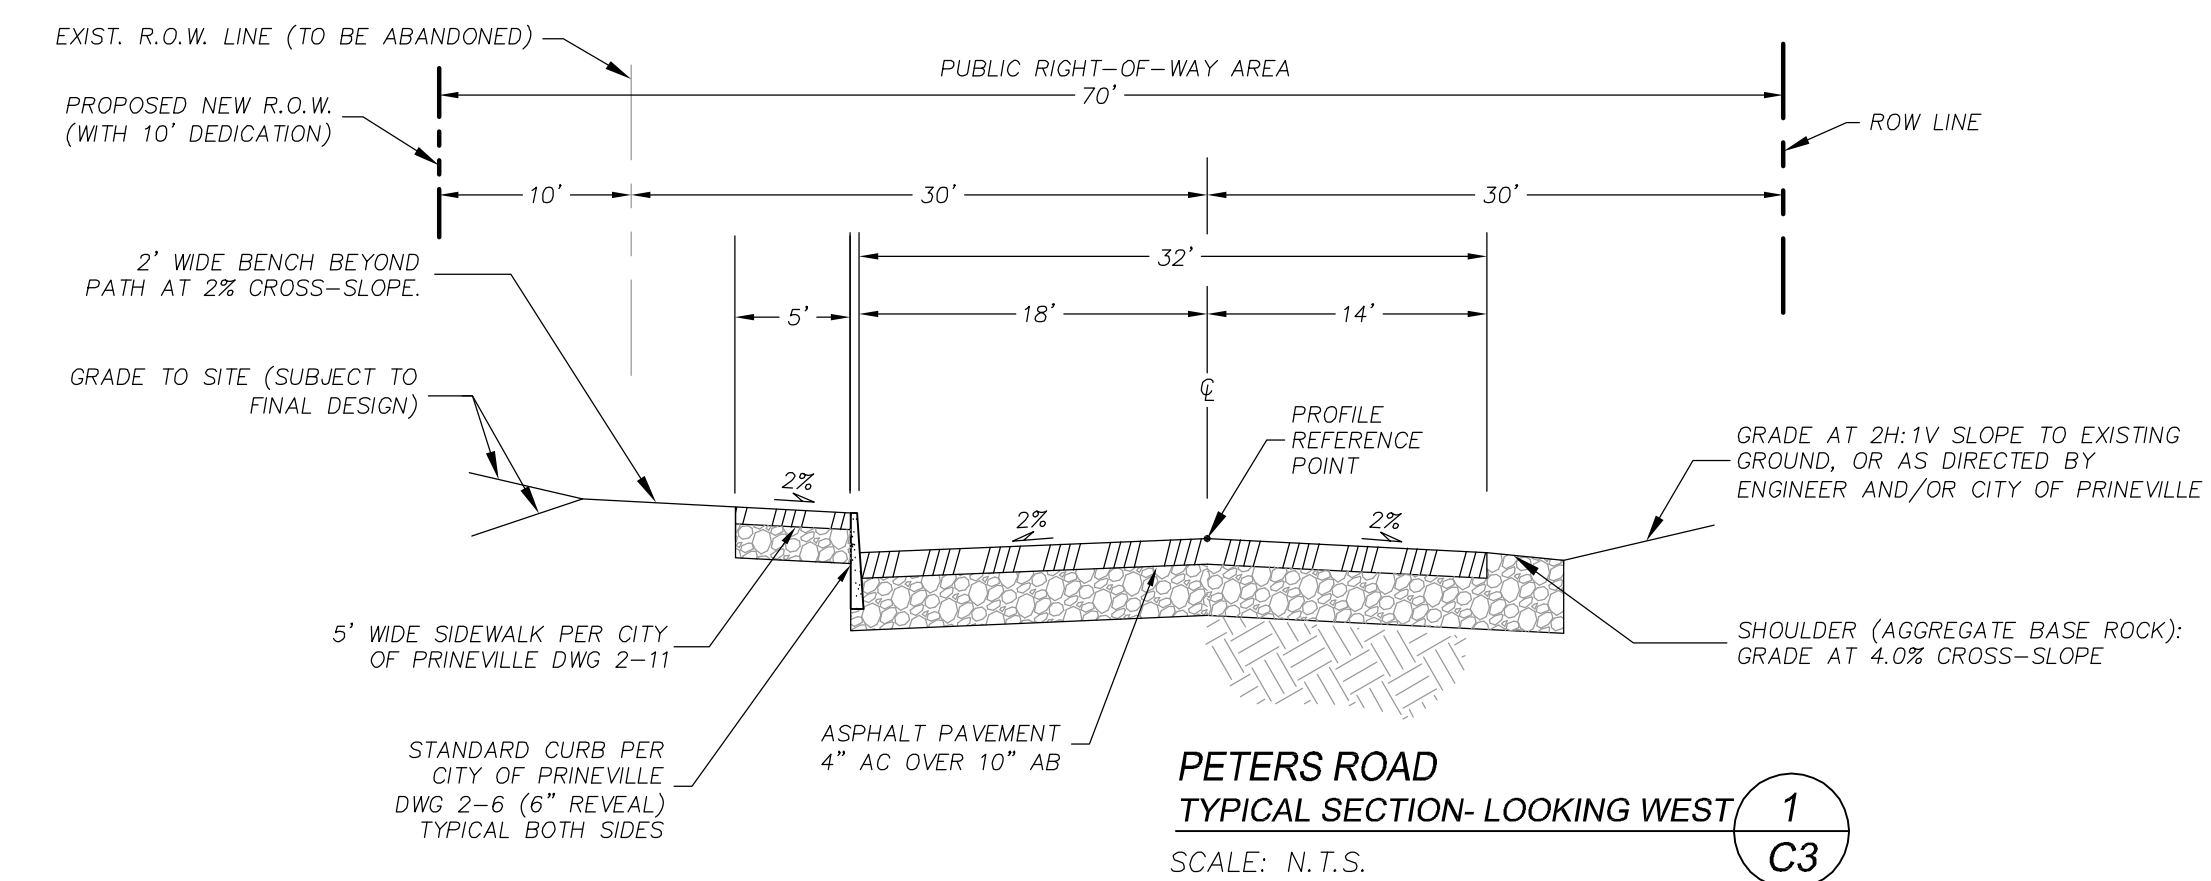 EXIST. R.O.W. LINE (TO BE ABANDONED)
PUBLIC RIGHT-OF-WAY AREA
70'
PROPOSED NEW R.O.W.
(WITH 10' DEDICATION)
ROW LINE
10'
30'
30'
2' WIDE BENCH BEYOND
PATH AT 2% CROSS-SLOPE.
32'
5'
18'
14'
GRADE TO SITE (SUBJECT TO
FINAL DESIGN)
℄
PROFILE
REFERENCE
POINT
GRADE AT 2H:1V SLOPE TO EXISTING
GROUND, OR AS DIRECTED BY
ENGINEER AND/OR CITY OF PRINEVILLE
2%
2%
2%
5' WIDE SIDEWALK PER CITY
OF PRINEVILLE DWG 2-11
SHOULDER (AGGREGATE BASE ROCK):
GRADE AT 4.0% CROSS-SLOPE
STANDARD CURB PER
CITY OF PRINEVILLE
DWG 2-6 (6" REVEAL)
TYPICAL BOTH SIDES
ASPHALT PAVEMENT
4" AC OVER 10" AB
PETERS ROAD
TYPICAL SECTION- LOOKING WEST
1
C3
SCALE: N.T.S.